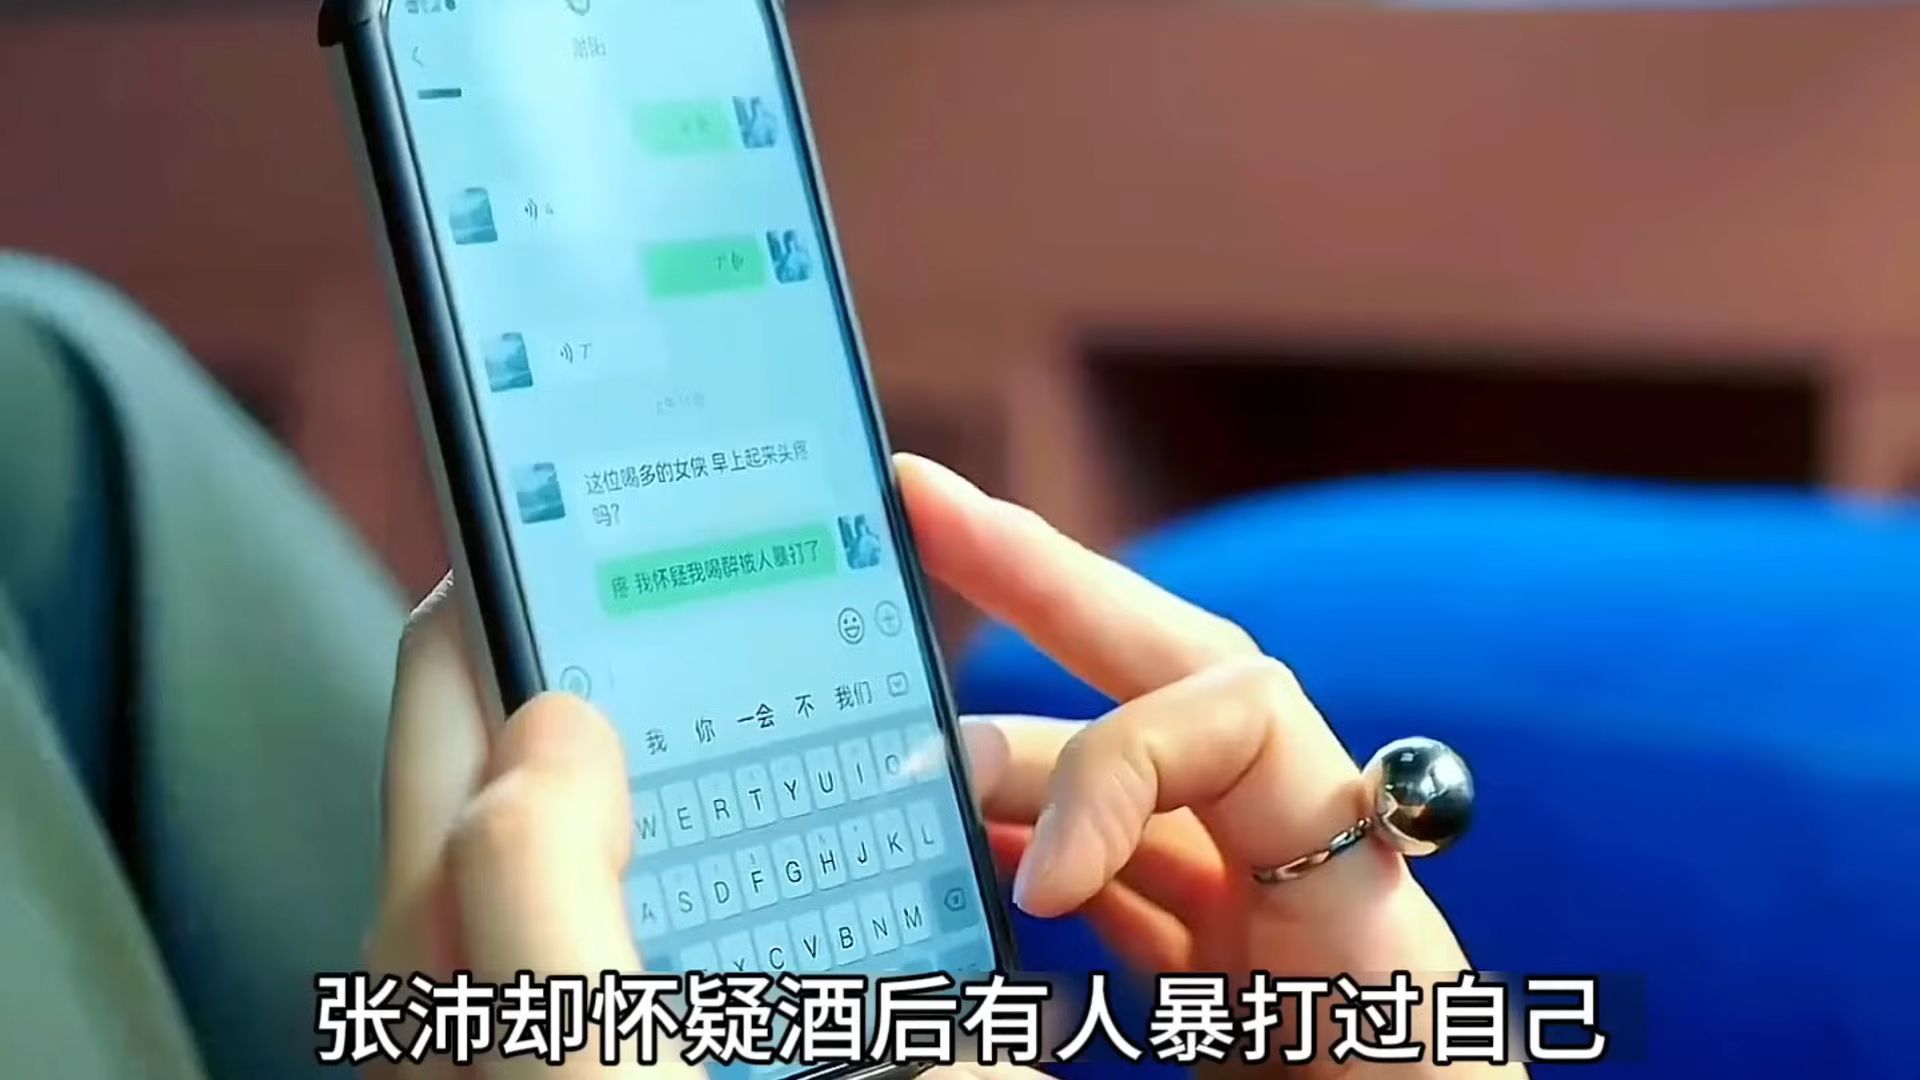 这位喝多的女侠 早上起来头疼
吗?
疼 我怀疑我喝醉被人暴打了
我 你 一会 不 我们
W E R T Y U I O
A S D F G H J K L
X C V B N M
张沛却怀疑酒后有人暴打过自己